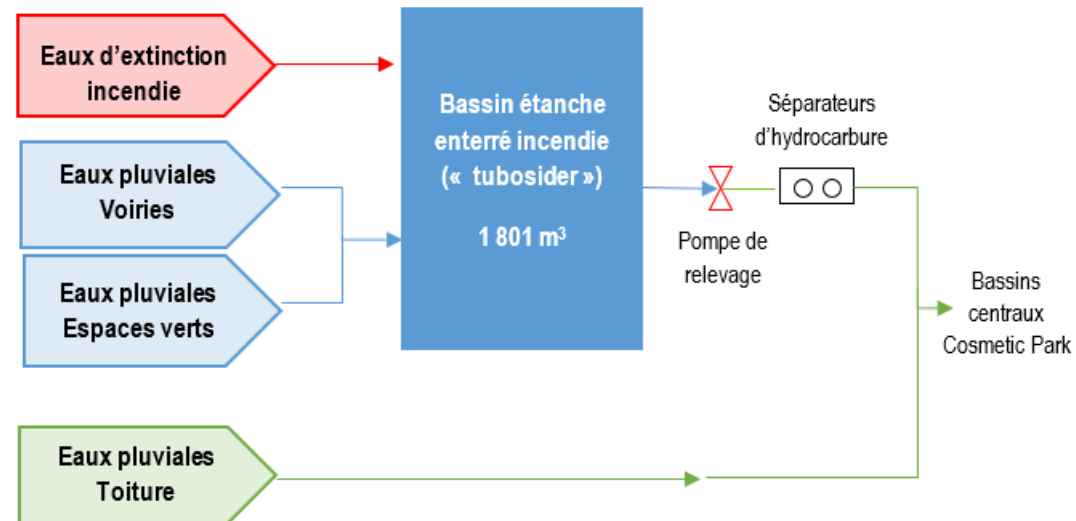 Eaux d’extinction
incendie
Eaux pluviales
Voiries
Eaux pluviales
Espaces verts
Eaux pluviales
Toiture
Bassin étanche
enterré incendie
(« tubosider »)
1 801 m³
Pompe de
relevage
Séparateurs
d’hydrocarbure
Bassins
centraux
Cosmetic Park